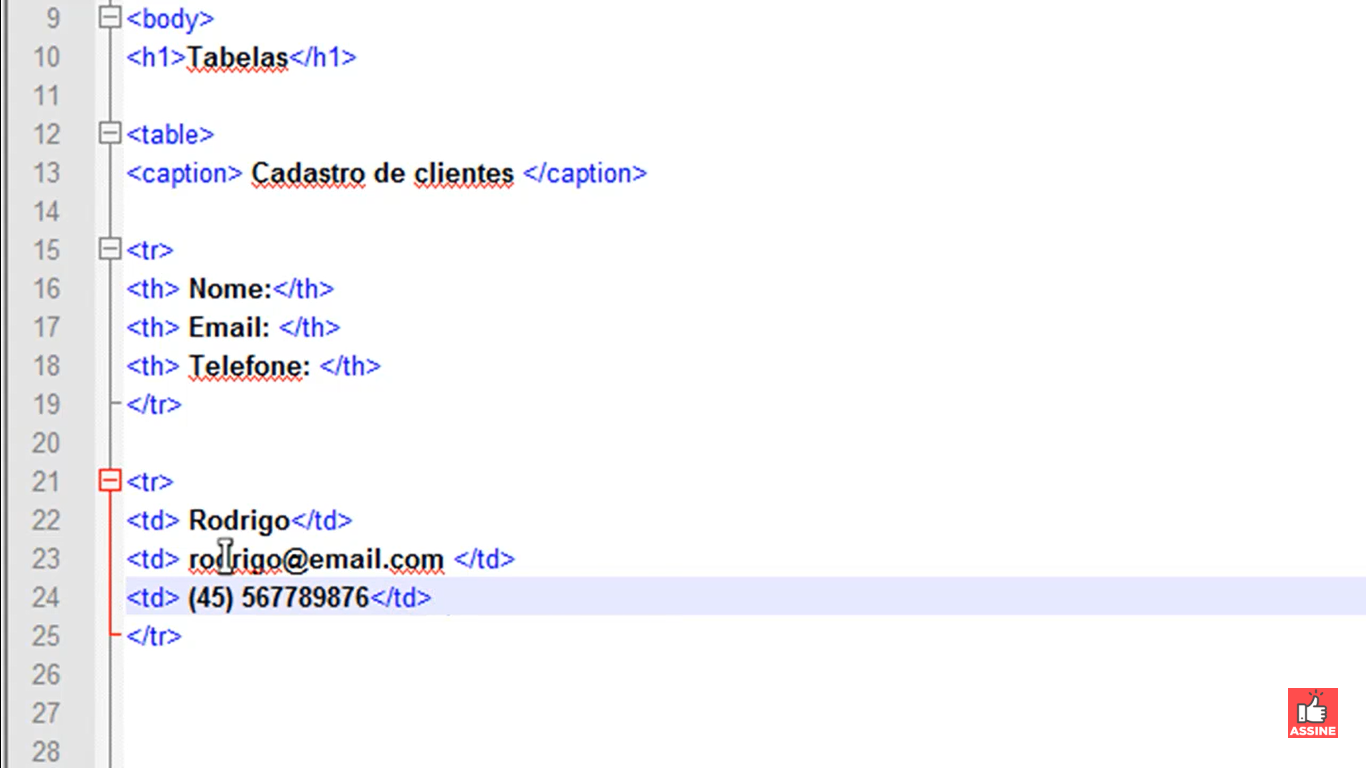 9 <body>
10 <h1>Tabelas</h1>
11
12 <table>
13 <caption> Cadastro de clientes </caption>
14
15 <tr>
16 <th> Nome:</th>
17 <th> Email: </th>
18 <th> Telefone: </th>
19 </tr>
20
21 <tr>
22 <td> Rodrigo</td>
23 <td> rodrigo@email.com </td>
24 <td> (45) 567789876</td>
25 </tr>
26
27
28
ASSINE